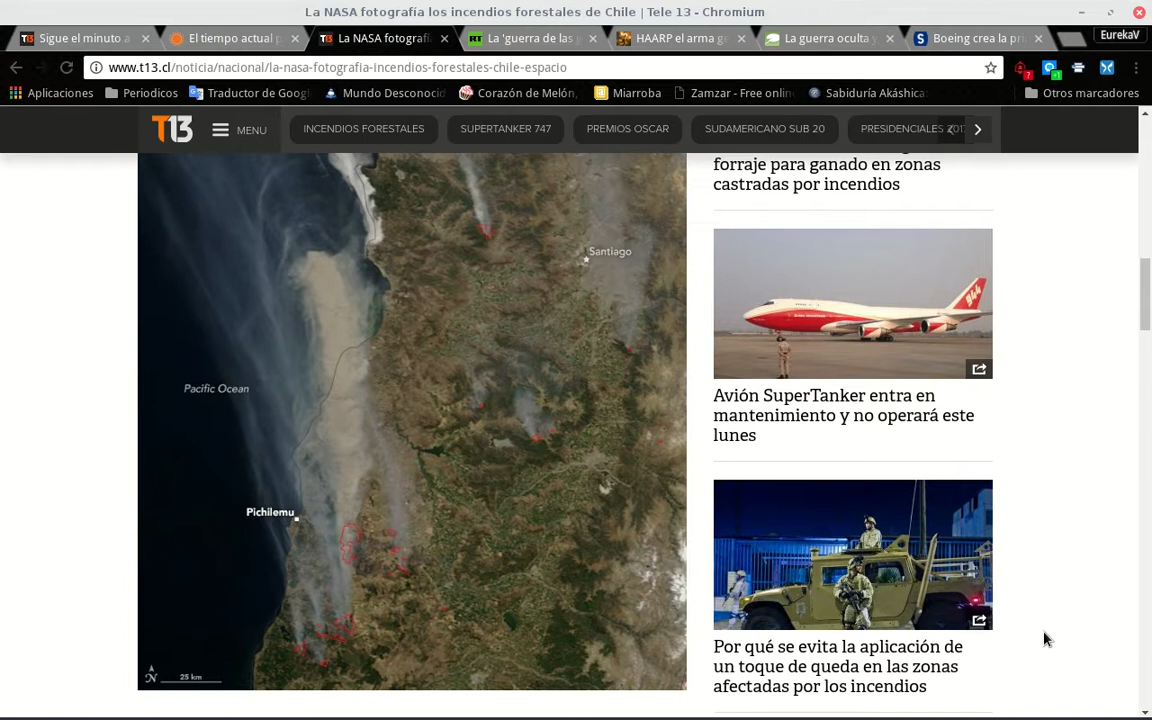 La NASA fotografía los incendios forestales de Chile | Tele 13 - Chromium
Sigue el minuto a
El tiempo actual
La NASA fotografí
La 'guerra de las
HAARP el arma
La guerra oculta
Boeing crea la
EurekaV
www.t13.cl/noticia/nacional/la-nasa-fotografia-incendios-forestales-chile-espacio
Aplicaciones
Periodicos
Traductor de Googl
Mundo Desconocid
Corazón de Melón,
Miarroba
Zamzar - Free onlin
Sabiduría Akáshica
Otros marcadores
T13
MENU
INCENDIOS FORESTALES
SUPERTANKER 747
PREMIOS OSCAR
SUDAMERICANO SUB 20
PRESIDENCIALES
Santiago
Pacific Ocean
Pichilemu
N
25 km
forraje para ganado en zonas
castradas por incendios
944
Avión SuperTanker entra en
mantenimiento y no operará este
lunes
Por qué se evita la aplicación de
un toque de queda en las zonas
afectadas por los incendios